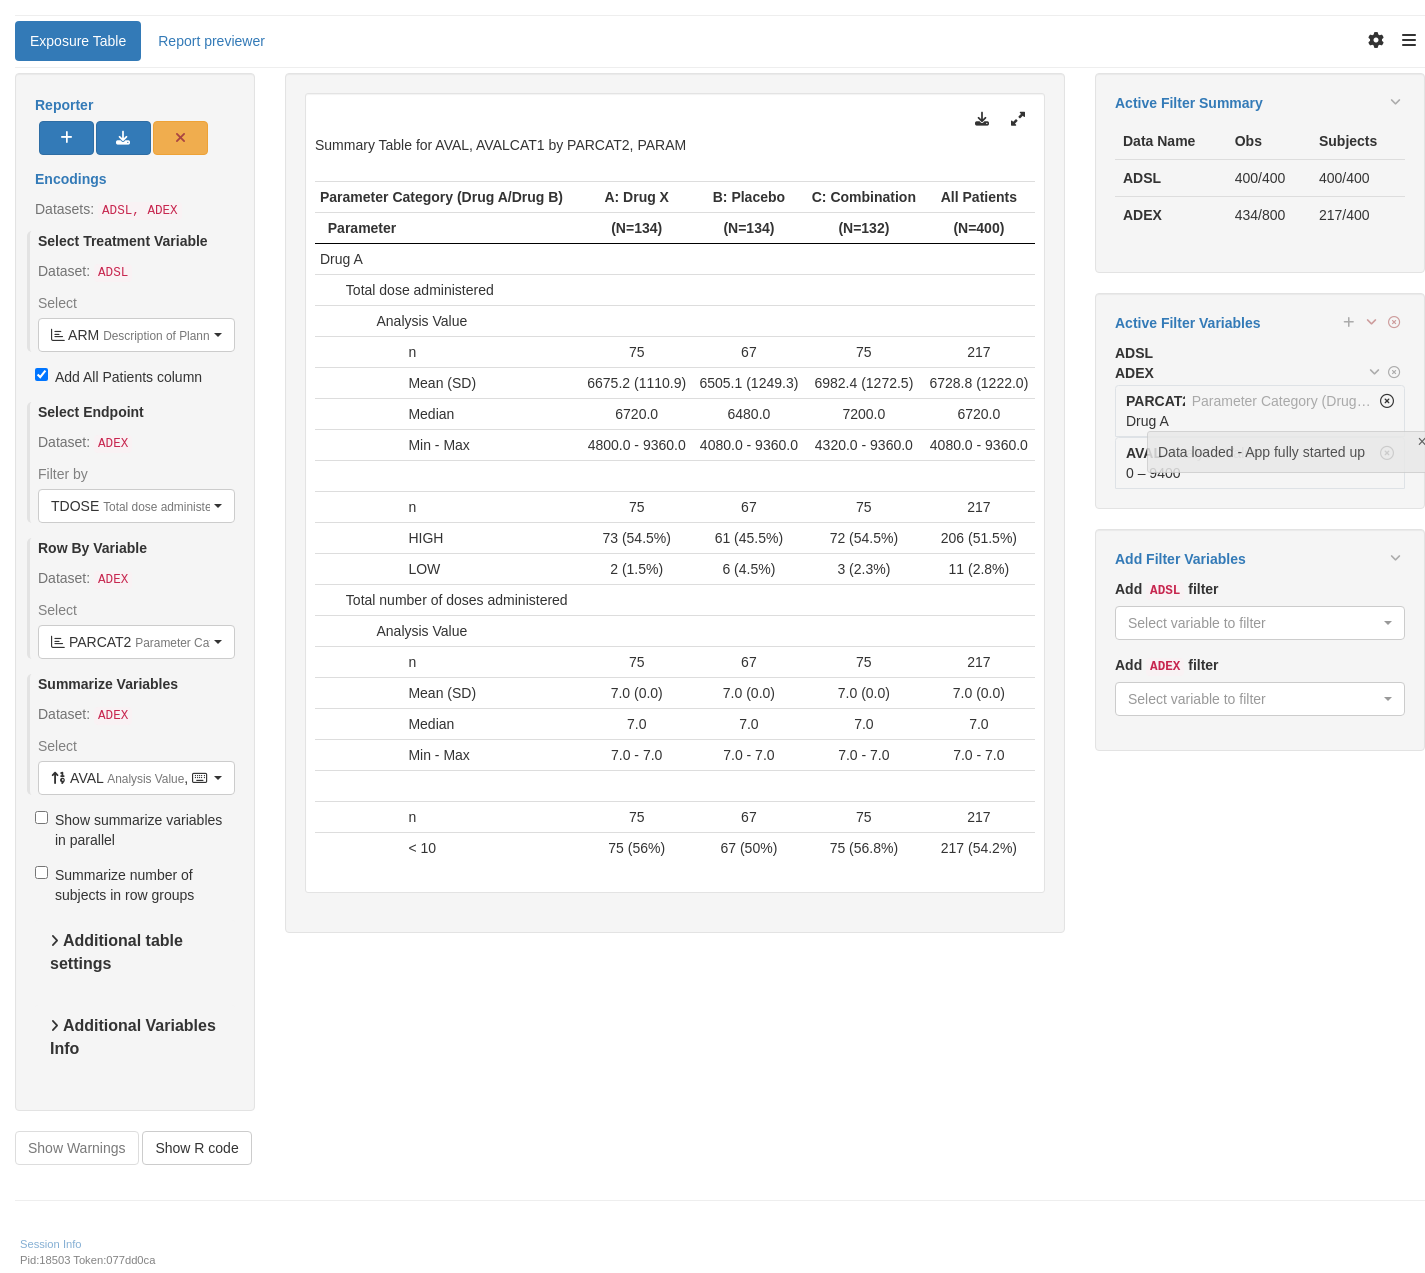 Exposure Table Report previewer
Reporter
Encodings
Datasets: ADSL, ADEX
Select Treatment Variable
Dataset: ADSL
Select
ARM Description of Plann
Add All Patients column
Select Endpoint
Dataset: ADEX
Filter by
TDOSE Total dose administe
Row By Variable
Dataset: ADEX
Select
PARCAT2 Parameter Ca
Summarize Variables
Dataset: ADEX
Select
AVAL Analysis Value,
Show summarize variables
in parallel
Summarize number of
subjects in row groups
Additional table
settings
Additional Variables
Info
Show Warnings Show R code
Summary Table for AVAL, AVALCAT1 by PARCAT2, PARAM
Parameter Category (Drug A/Drug B) A: Drug X B: Placebo C: Combination All Patients
Parameter (N=134) (N=134) (N=132) (N=400)
Drug A
Total dose administered
Analysis Value
n 75 67 75 217
Mean (SD) 6675.2 (1110.9) 6505.1 (1249.3) 6982.4 (1272.5) 6728.8 (1222.0)
Median 6720.0 6480.0 7200.0 6720.0
Min - Max 4800.0 - 9360.0 4080.0 - 9360.0 4320.0 - 9360.0 4080.0 - 9360.0
n 75 67 75 217
HIGH 73 (54.5%) 61 (45.5%) 72 (54.5%) 206 (51.5%)
LOW 2 (1.5%) 6 (4.5%) 3 (2.3%) 11 (2.8%)
Total number of doses administered
Analysis Value
n 75 67 75 217
Mean (SD) 7.0 (0.0) 7.0 (0.0) 7.0 (0.0) 7.0 (0.0)
Median 7.0 7.0 7.0 7.0
Min - Max 7.0 - 7.0 7.0 - 7.0 7.0 - 7.0 7.0 - 7.0
n 75 67 75 217
< 10 75 (56%) 67 (50%) 75 (56.8%) 217 (54.2%)
Active Filter Summary
Data Name Obs Subjects
ADSL 400/400 400/400
ADEX 434/800 217/400
Active Filter Variables
ADSL
ADEX
PARCAT2 Parameter Category (Drug…
Drug A
Data loaded - App fully started up ×
0 – 9400
Add Filter Variables
Add ADSL filter
Select variable to filter
Add ADEX filter
Select variable to filter
Session Info
Pid:18503 Token:077dd0ca